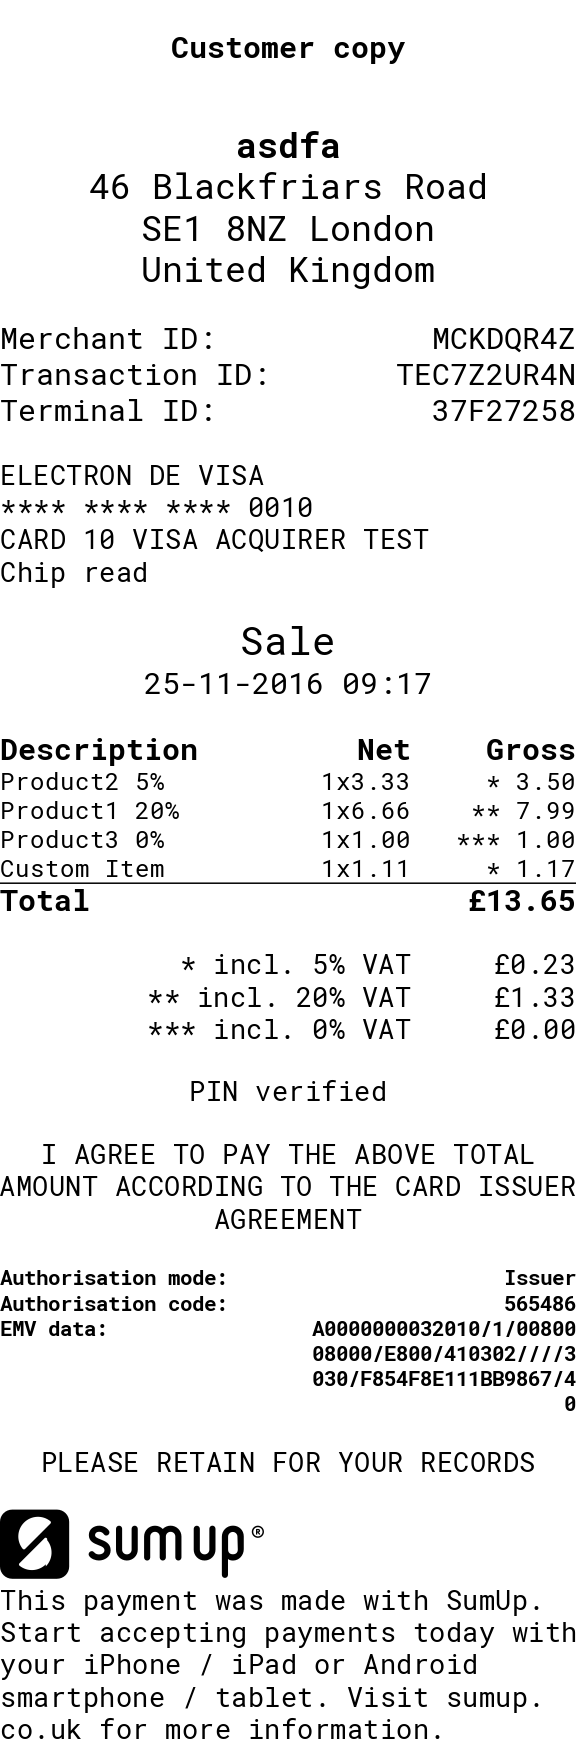 Customer copy
asdfa
46 Blackfriars Road
SE1 8NZ London
United Kingdom
Merchant ID: MCKDQR4Z
Transaction ID: TEC7Z2UR4N
Terminal ID: 37F27258
ELECTRON DE VISA
**** **** **** 0010
CARD 10 VISA ACQUIRER TEST
Chip read
Sale
25-11-2016 09:17
Description Net Gross
Product2 5% 1x3.33 * 3.50
Product1 20% 1x6.66 ** 7.99
Product3 0% 1x1.00 *** 1.00
Custom Item 1x1.11 * 1.17
Total £13.65
* incl. 5% VAT £0.23
** incl. 20% VAT £1.33
*** incl. 0% VAT £0.00
PIN verified
I AGREE TO PAY THE ABOVE TOTAL
AMOUNT ACCORDING TO THE CARD ISSUER
AGREEMENT
Authorisation mode: Issuer
Authorisation code: 565486
EMV data: A0000000032010/1/00800
08000/E800/410302////3
030/F854F8E111BB9867/4
0
PLEASE RETAIN FOR YOUR RECORDS
sumup®
This payment was made with SumUp.
Start accepting payments today with
your iPhone / iPad or Android
smartphone / tablet. Visit sumup.
co.uk for more information.